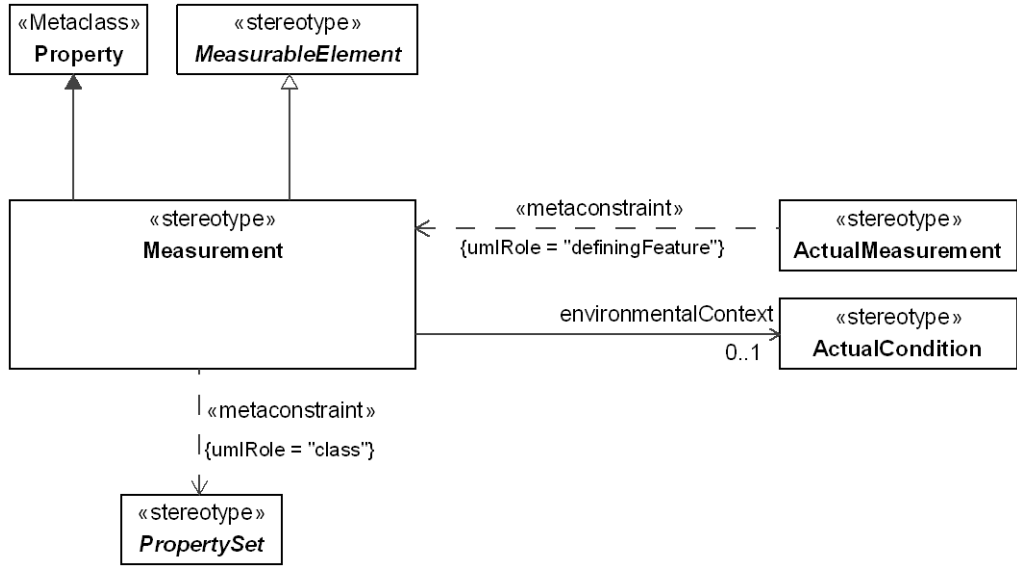 «Metaclass»
Property
«stereotype»
MeasurableElement
«stereotype»
Measurement
«metaconstraint»
{umlRole = "definingFeature"}
«stereotype»
ActualMeasurement
environmentalContext
0..1
«stereotype»
ActualCondition
«metaconstraint»
{umlRole = "class"}
«stereotype»
PropertySet